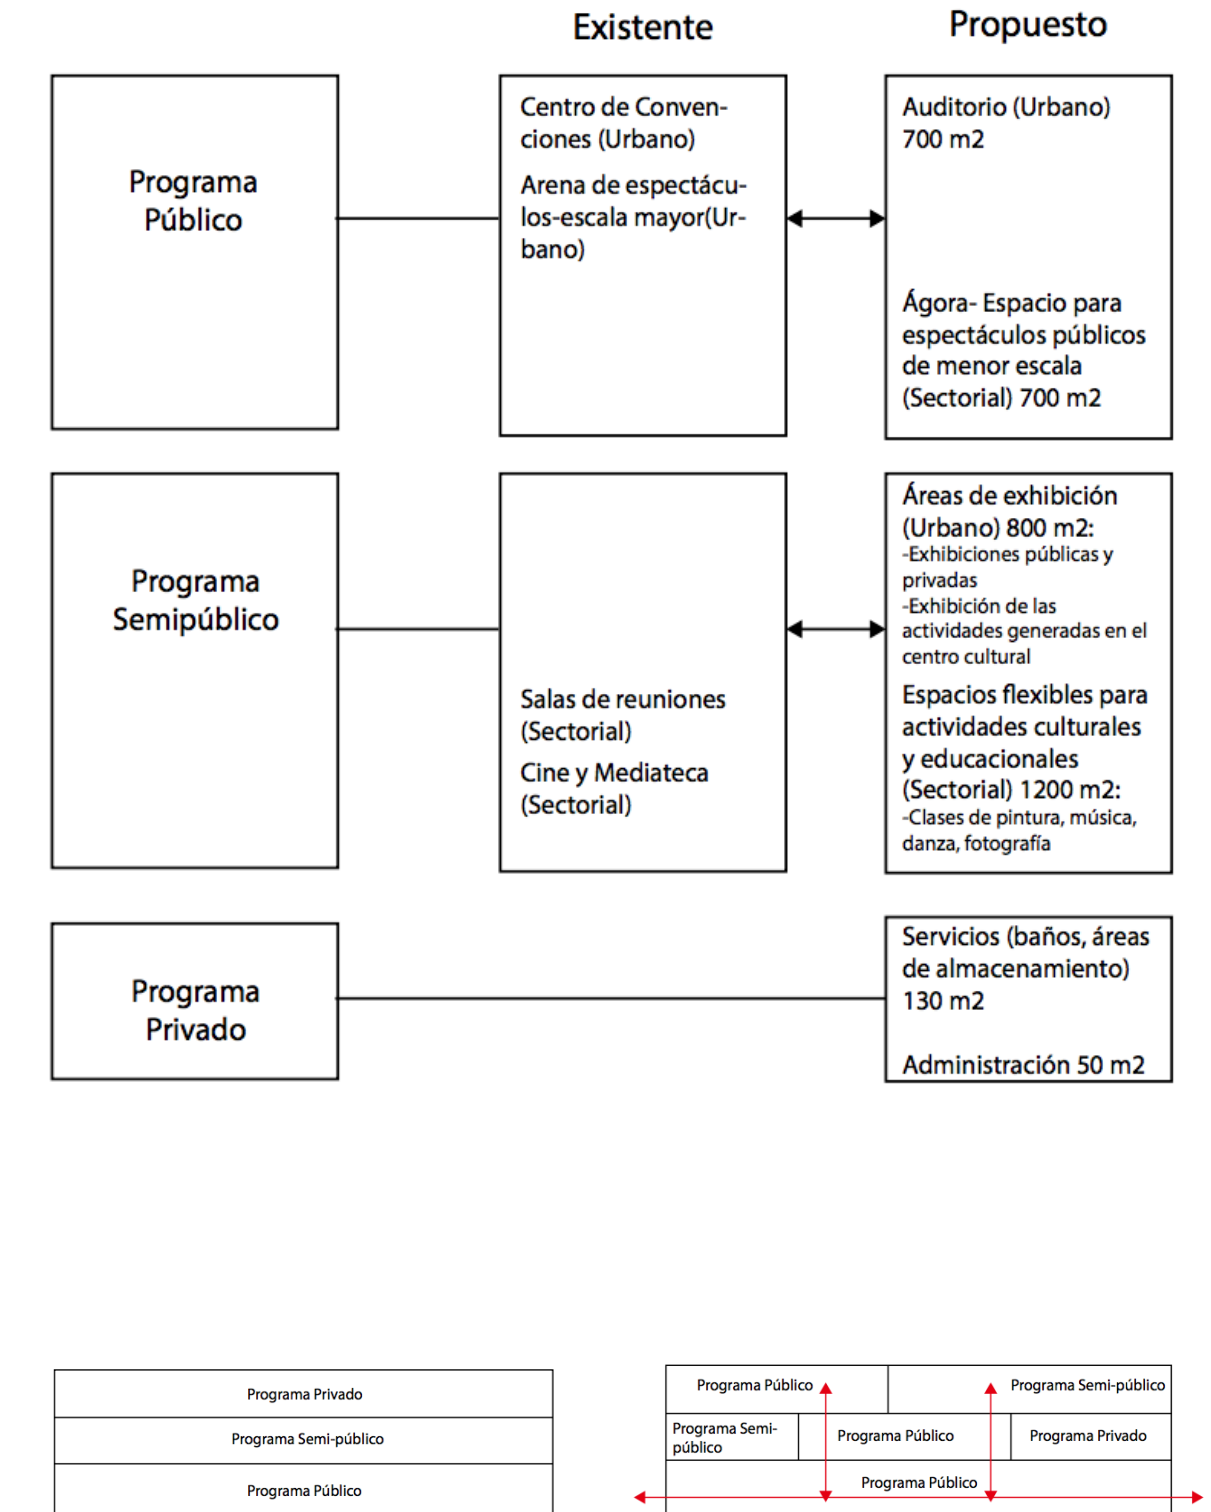 Existente
Propuesto
Programa
Público
Centro de Conven-
ciones (Urbano)
Arena de espectácu-
los-escala mayor(Ur-
bano)
Auditorio (Urbano)
700 m2
Ágora- Espacio para
espectáculos públicos
de menor escala
(Sectorial) 700 m2
Programa
Semipúblico
Salas de reuniones
(Sectorial)
Cine y Mediateca
(Sectorial)
Áreas de exhibición
(Urbano) 800 m2:
-Exhibiciones públicas y
privadas
-Exhibición de las
actividades generadas en el
centro cultural
Espacios flexibles para
actividades culturales
y educacionales
(Sectorial) 1200 m2:
-Clases de pintura, música,
danza, fotografía
Programa
Privado
Servicios (baños, áreas
de almacenamiento)
130 m2
Administración 50 m2
Programa Privado
Programa Semi-público
Programa Público
Programa Público
Programa Semi-público
Programa Semi-
público
Programa Público
Programa Privado
Programa Público